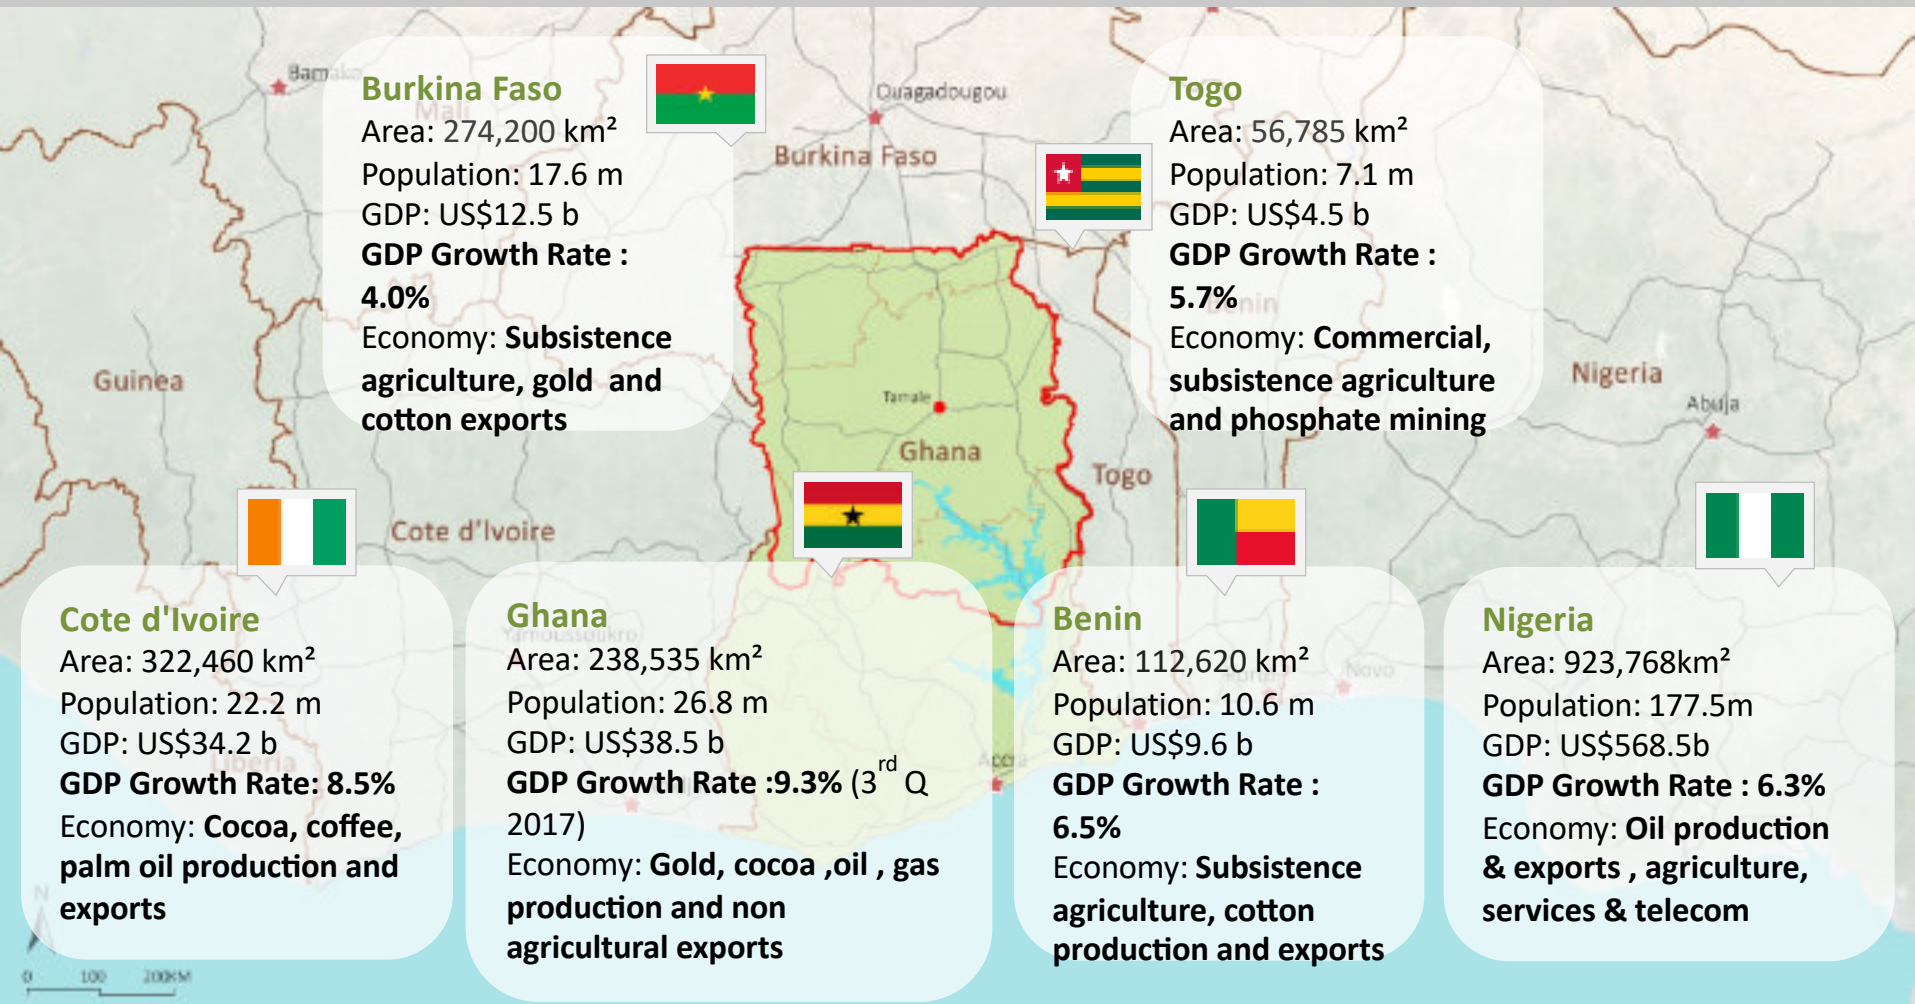 Bamako
Mali
Ouagadougou
Burkina Faso
Burkina Faso
Area: 274,200 km²
Population: 17.6 m
GDP: US$12.5 b
GDP Growth Rate :
4.0%
Economy: Subsistence
agriculture, gold and
cotton exports
Togo
Area: 56,785 km²
Population: 7.1 m
GDP: US$4.5 b
GDP Growth Rate :
5.7%
Economy: Commercial,
subsistence agriculture
and phosphate mining
Benin
Guinea
Nigeria
Abuja
Tamale
Ghana
Togo
Cote d'Ivoire
Cote d'Ivoire
Area: 322,460 km²
Population: 22.2 m
GDP: US$34.2 b
GDP Growth Rate: 8.5%
Economy: Cocoa, coffee,
palm oil production and
exports
Liberia
Ghana
Yamoussoukro
Area: 238,535 km²
Population: 26.8 m
GDP: US$38.5 b
GDP Growth Rate :9.3% (3rd Q
2017)
Economy: Gold, cocoa ,oil , gas
production and non
agricultural exports
Accra
Benin
Area: 112,620 km²
Population: 10.6 m
GDP: US$9.6 b
GDP Growth Rate :
6.5%
Economy: Subsistence
agriculture, cotton
production and exports
Porto
Novo
Nigeria
Area: 923,768km²
Population: 177.5m
GDP: US$568.5b
GDP Growth Rate : 6.3%
Economy: Oil production
& exports , agriculture,
services & telecom
N
0 100 200KM